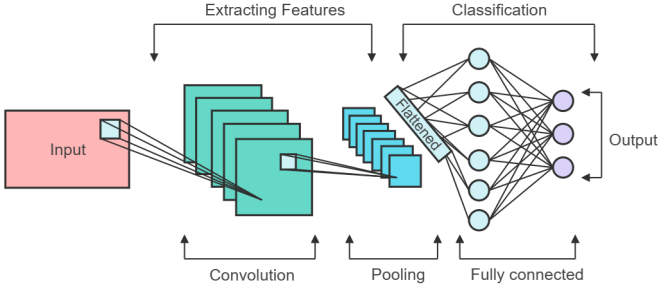 Extracting Features
Classification
Input
Flattened
Output
Convolution
Pooling
Fully connected